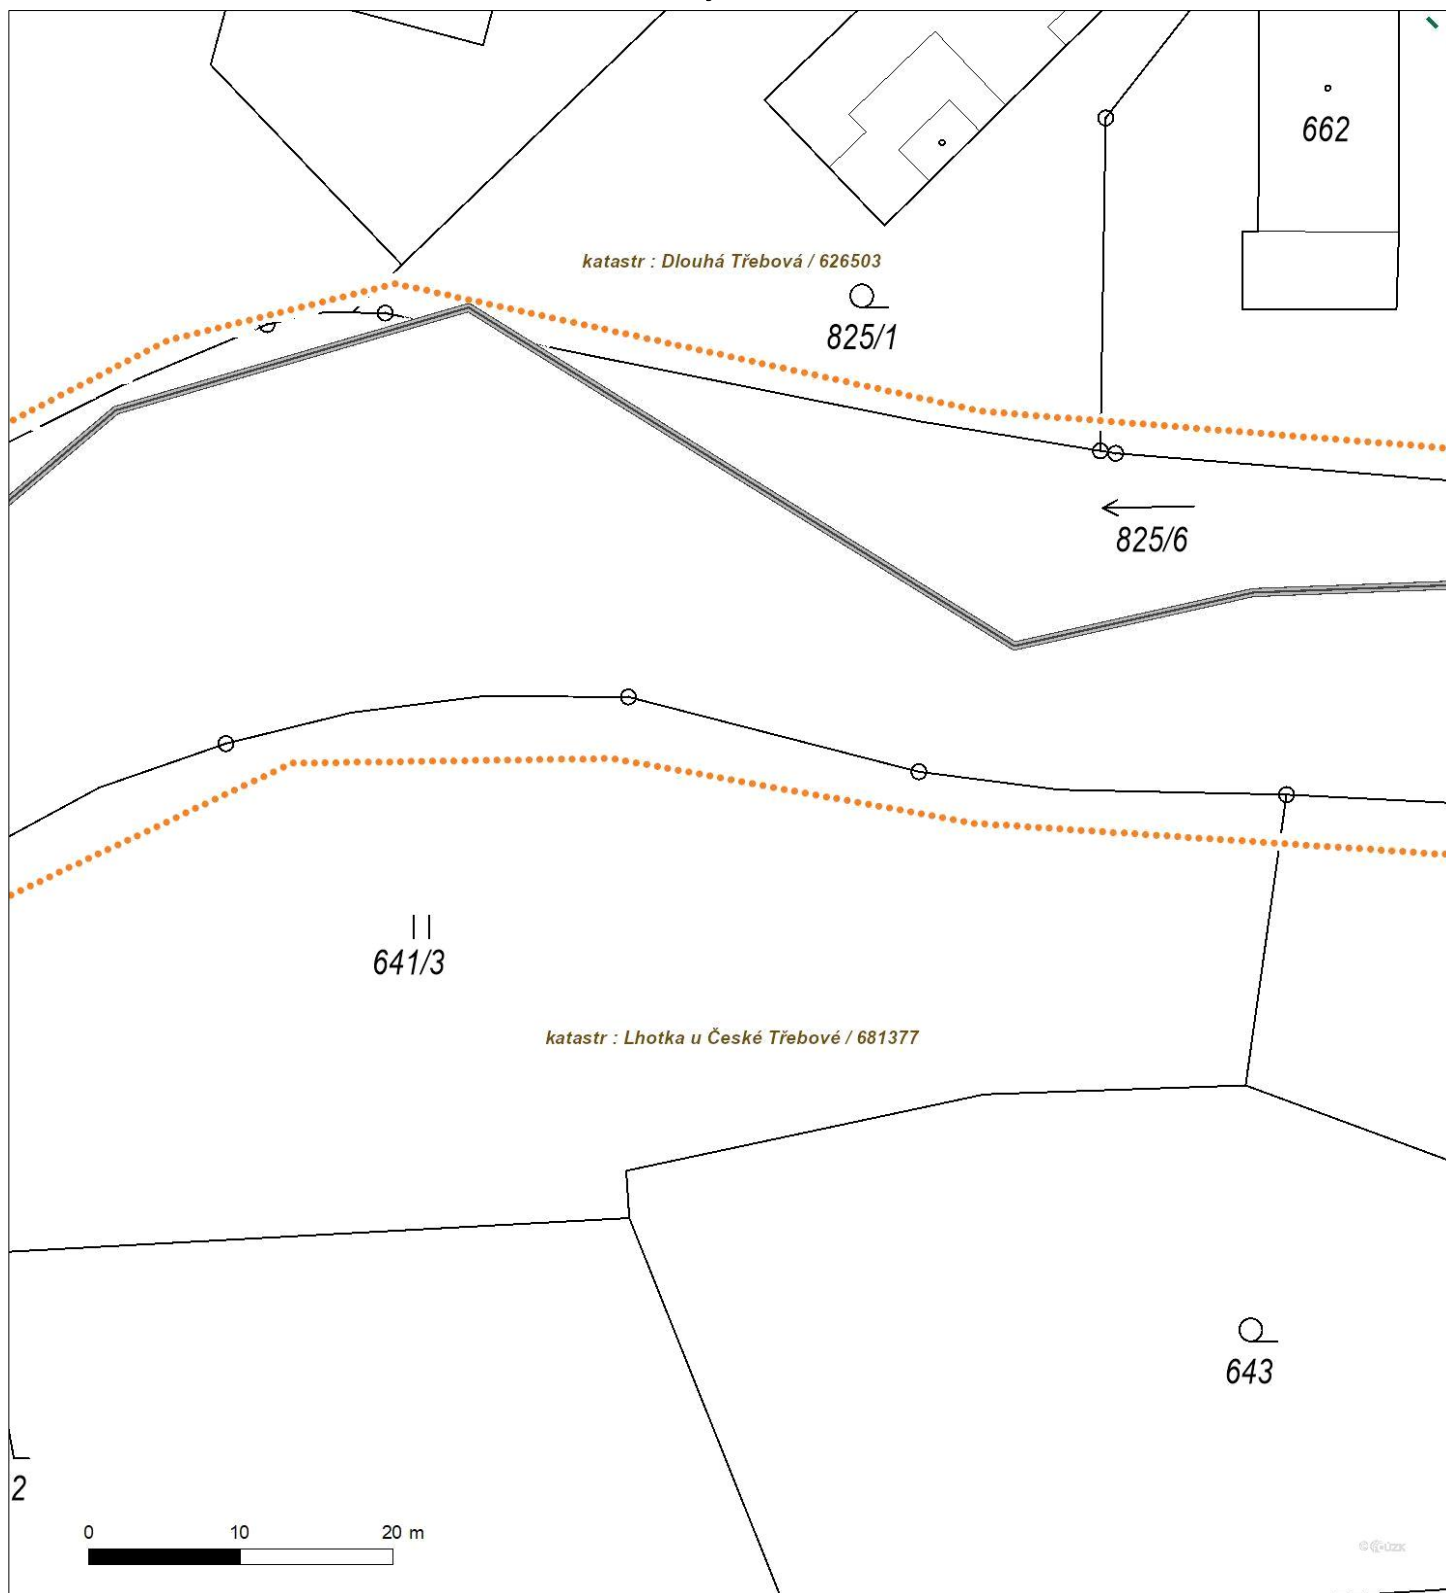 662
katastr : Dlouhá Třebová / 626503
825/1
825/6
641/3
katastr : Lhotka u České Třebové / 681377
643
2
0 10 20 m
© ČÚZK